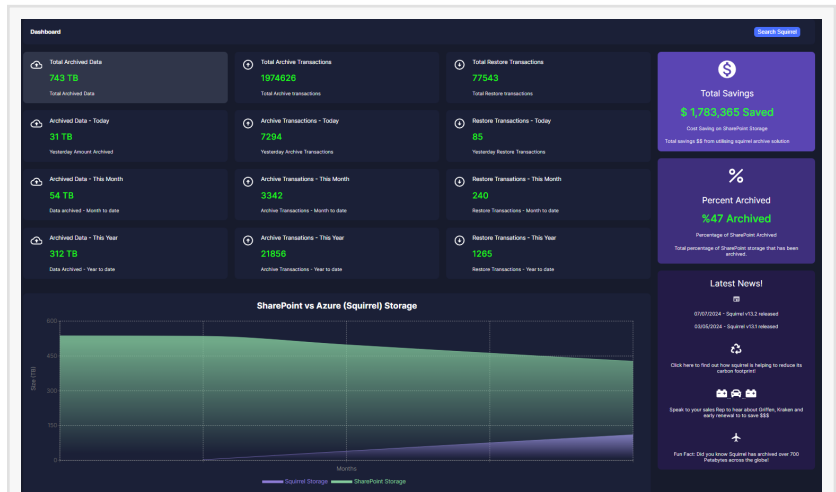 Dashboard
Search Squirrel
Total Archived Data
743 TB
Total Archived Data
Total Archive Transactions
1974626
Total Archive transactions
Total Restore Transactions
77543
Total Restore transactions
Archived Data - Today
31 TB
Yesterday Amount Archived
Archive Transactions - Today
7294
Yesterday Archive Transactions
Restore Transactions - Today
85
Yesterday Restore Transactions
Archived Data - This Month
54 TB
Data archived - Month to date
Archive Transations - This Month
3342
Archive Transactions - Month to date
Restore Transations - This Month
240
Restore Transactions - Month to date
Archived Data - This Year
312 TB
Data Archived - Year to date
Archive Transations - This Year
21856
Archive Transactions - Year to date
Restore Transations - This Year
1265
Restore Transactions - Year to date
Total Savings
$ 1,783,365 Saved
Cost Saving on SharePoint Storage
Total savings $$ from utilising squirrel archive solution
Percent Archived
%47 Archived
Percentage of SharePoint Archived
Total percentage of SharePoint storage that has been
archived.
Latest News!
07/07/2024 - Squirrel v13.2 released
03/05/2024 - Squirrel v13.1 released
Click here to find out how squirrel is helping to reduce its
carbon footprint!
Speak to your sales Rep to hear about Griffen, Kraken and
early renewal to to save $$$
Fun Fact: Did you know Squirrel has archived over 700
Petabytes across the globe!
SharePoint vs Azure (Squirrel) Storage
600
450
300
150
0
Size (TB)
Months
Squirrel Storage
SharePoint Storage